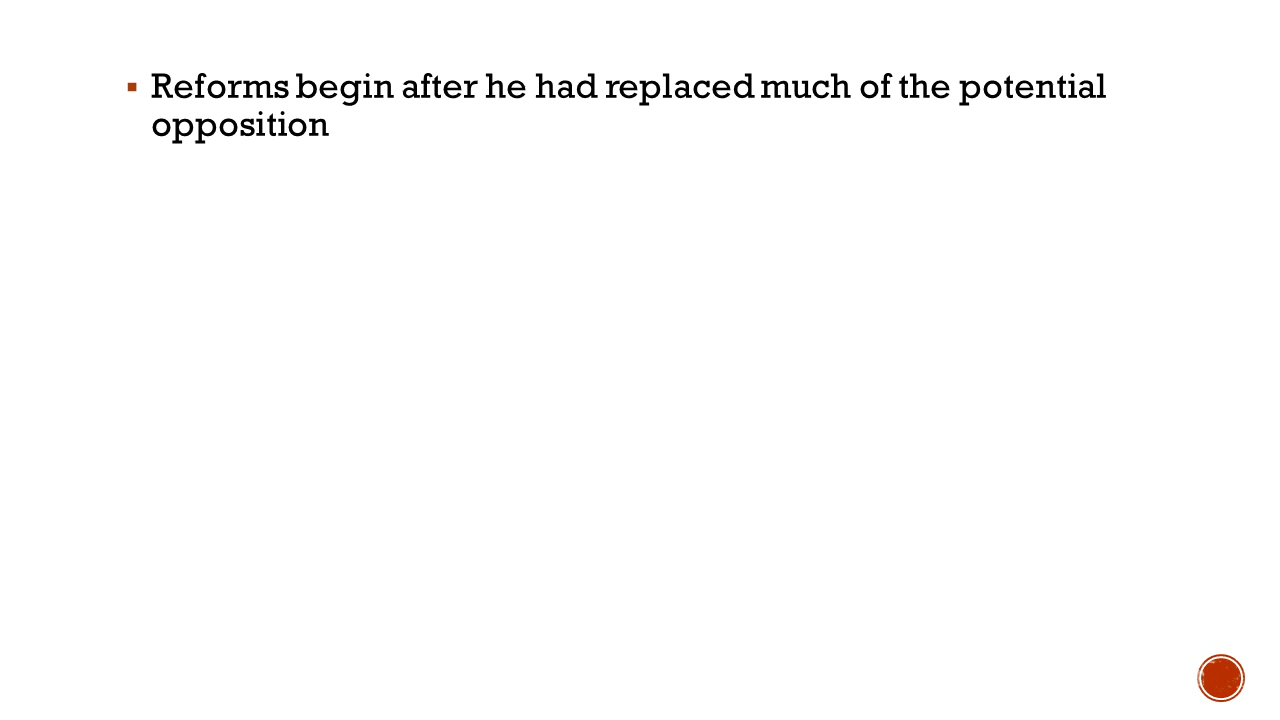 ▪ Reforms begin after he had replaced much of the potential
opposition